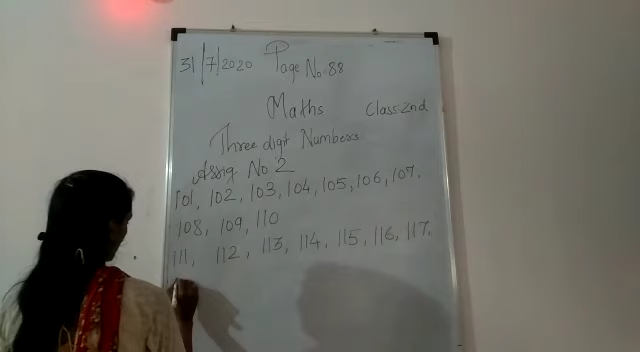 31/7/2020 Page No:88
Maths Class:2nd
Three digit Numbers
Assig No 2
101, 102, 103, 104, 105, 106, 107.
108, 109, 110
111, 112, 113, 114, 115, 116, 117.